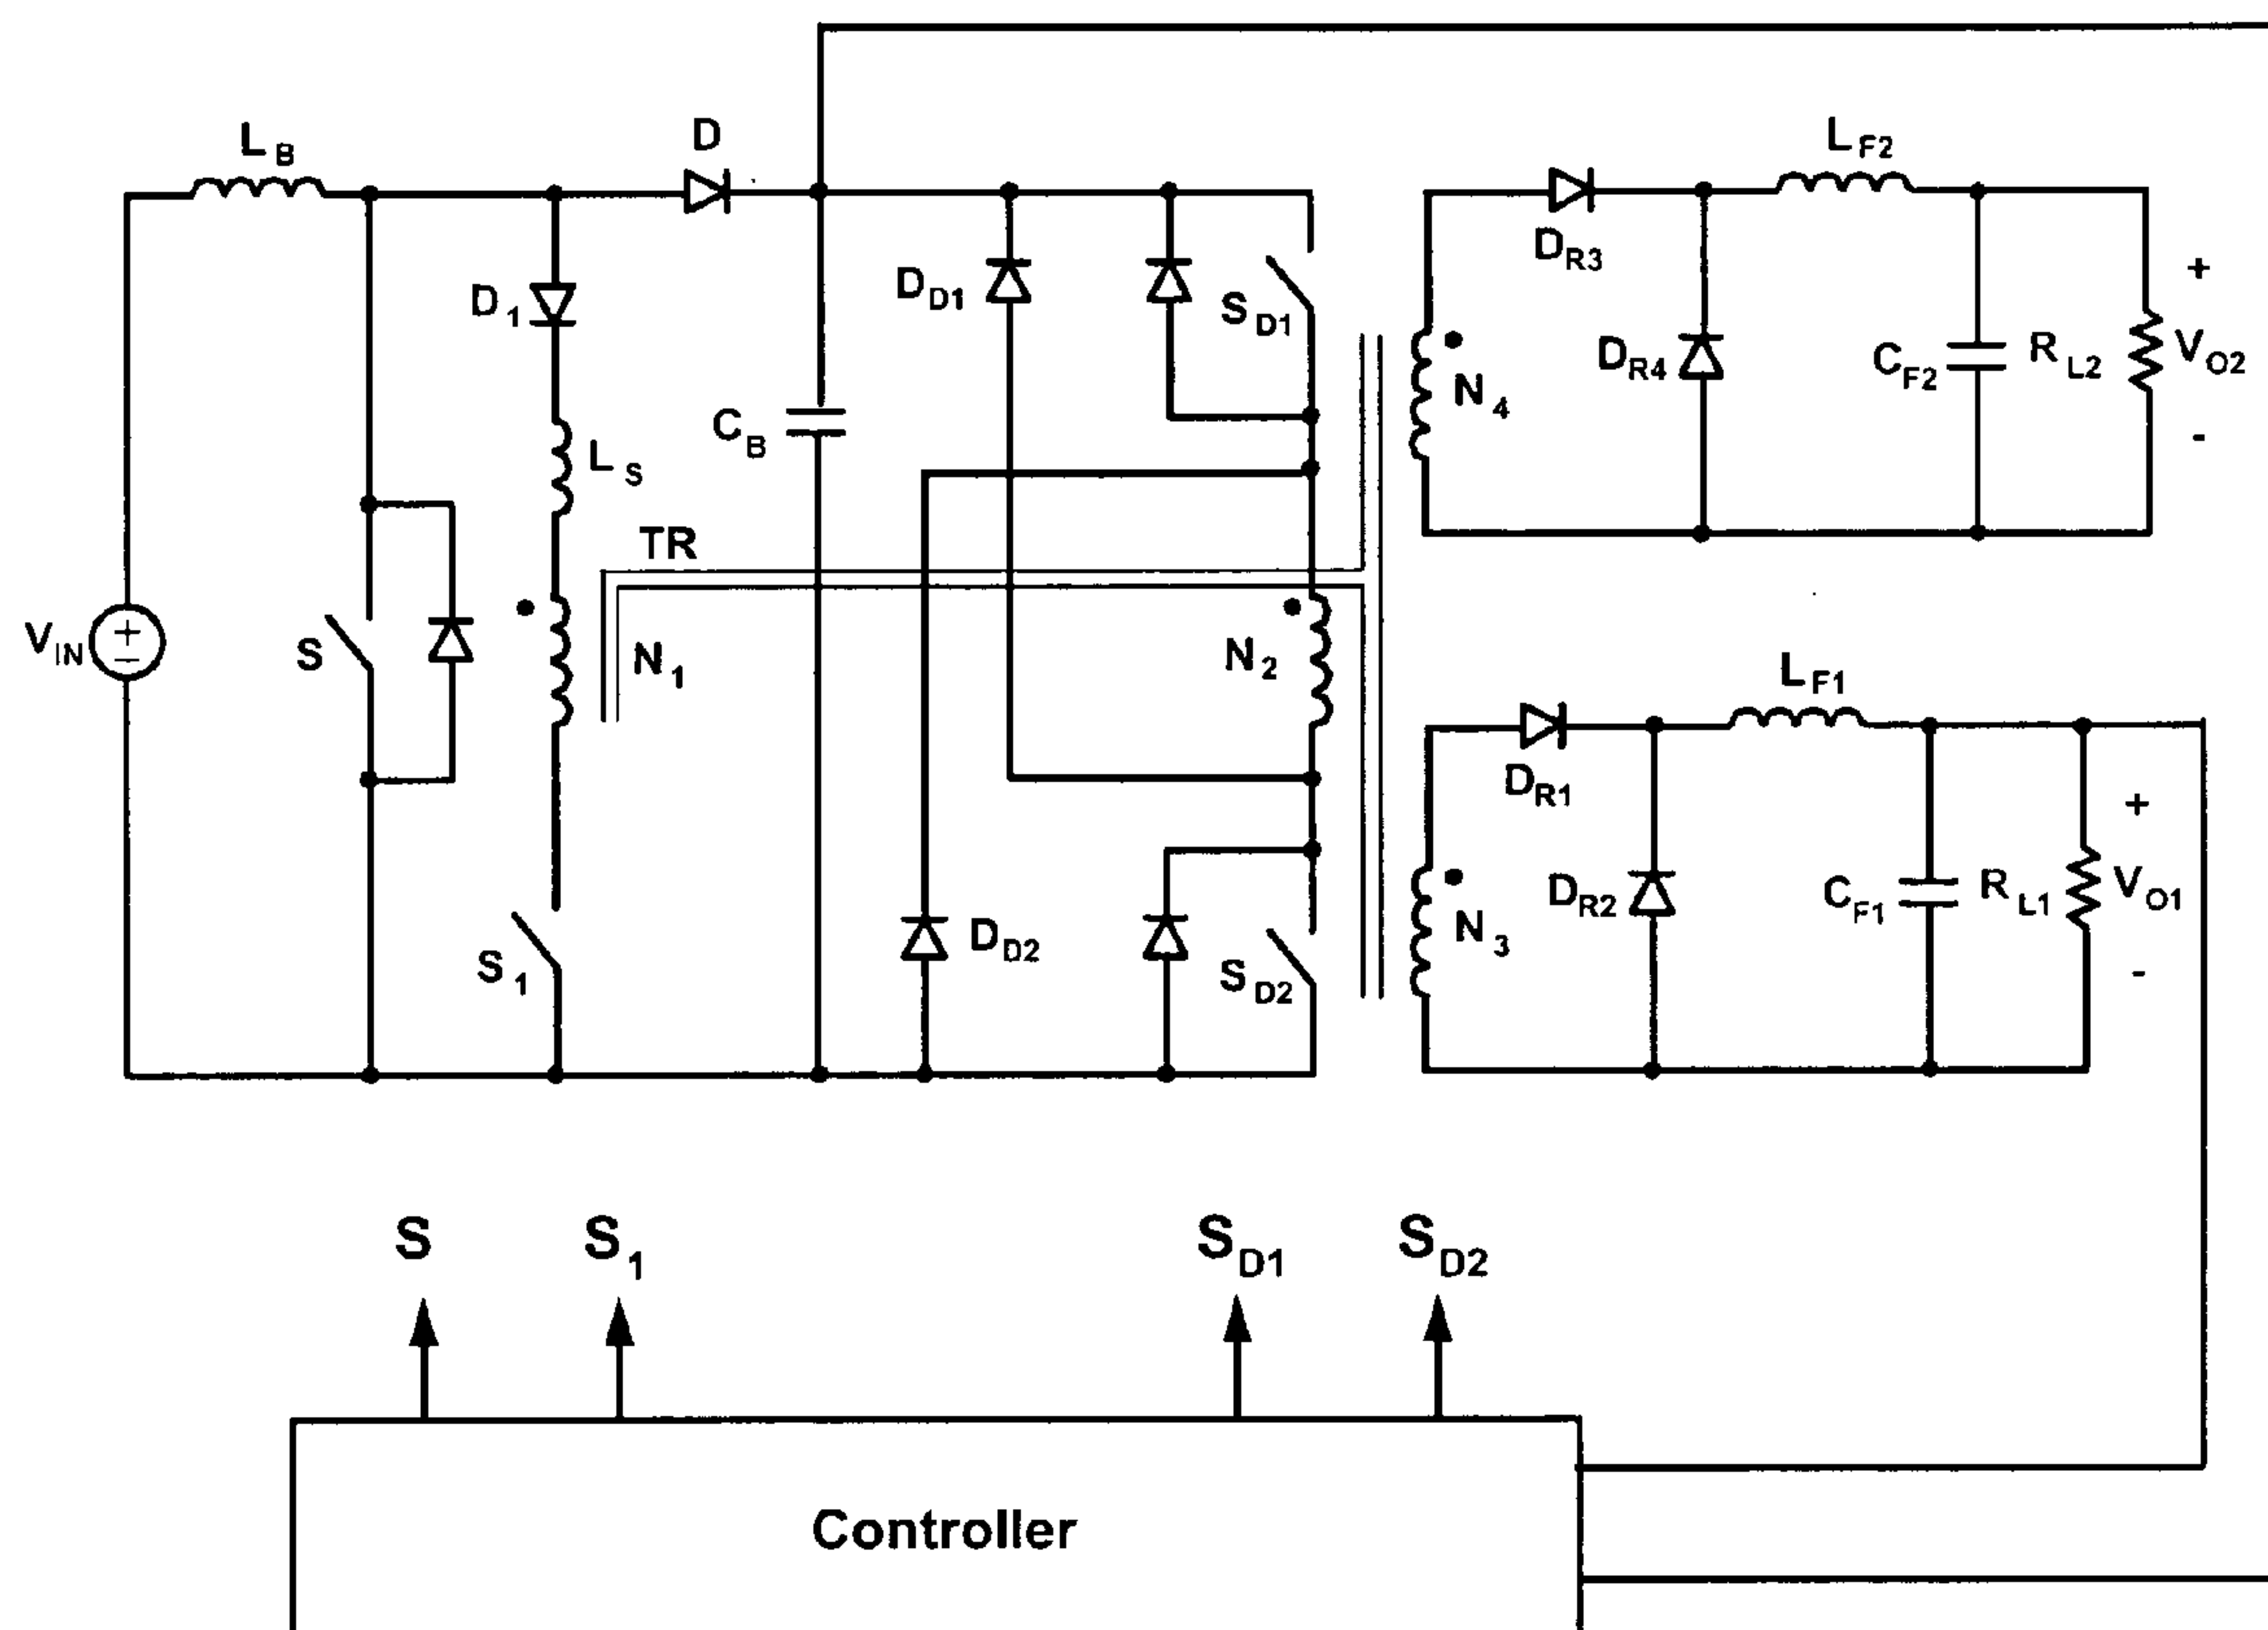 L_B
D
L_F2
D_R3
D_1
D_D1
S_D1
D_R4
C_F2
R_L2
+
V_O2
-
N_4
C_B
L_S
TR
V_IN
+
-
S
N_1
N_2
L_F1
D_R1
+
D_R2
C_F1
R_L1
V_O1
-
N_3
S_1
D_D2
S_D2
S
S_1
S_D1
S_D2
Controller